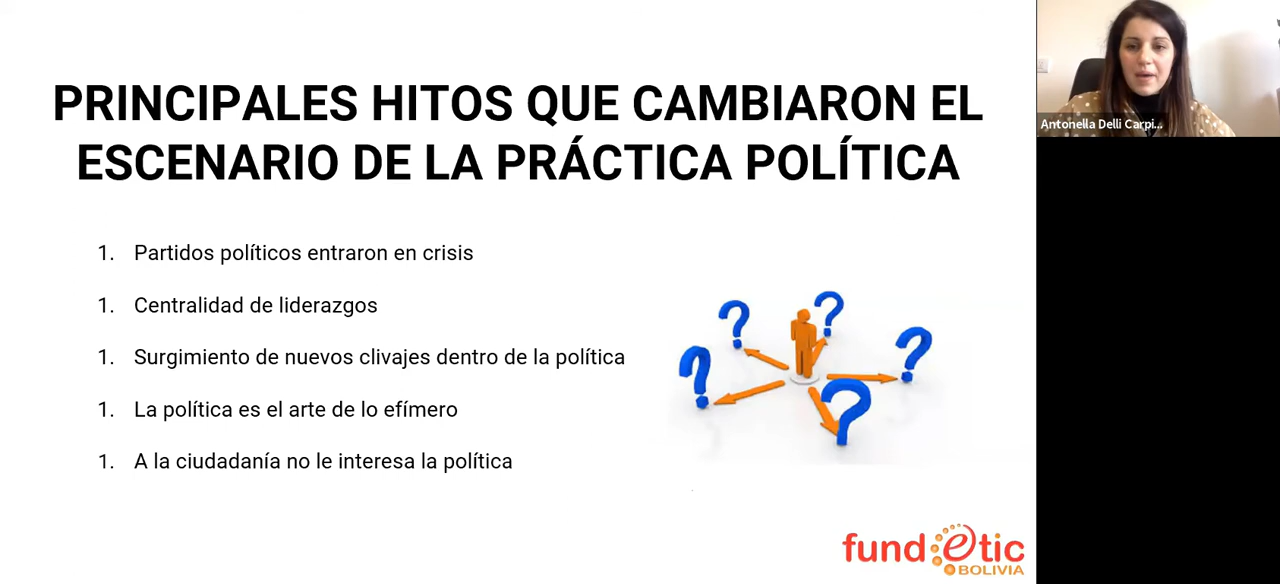 PRINCIPALES HITOS QUE CAMBIARON EL
ESCENARIO DE LA PRÁCTICA POLÍTICA
1. Partidos políticos entraron en crisis
1. Centralidad de liderazgos
1. Surgimiento de nuevos clivajes dentro de la política
1. La política es el arte de lo efímero
1. A la ciudadanía no le interesa la política
? ? ? ? ?
fundetic
BOLIVIA
Antonella Delli Carpi...